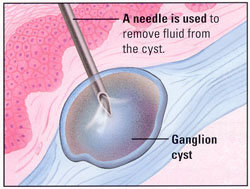 A needle is used to
remove fluid from
the cyst.
Ganglion
cyst